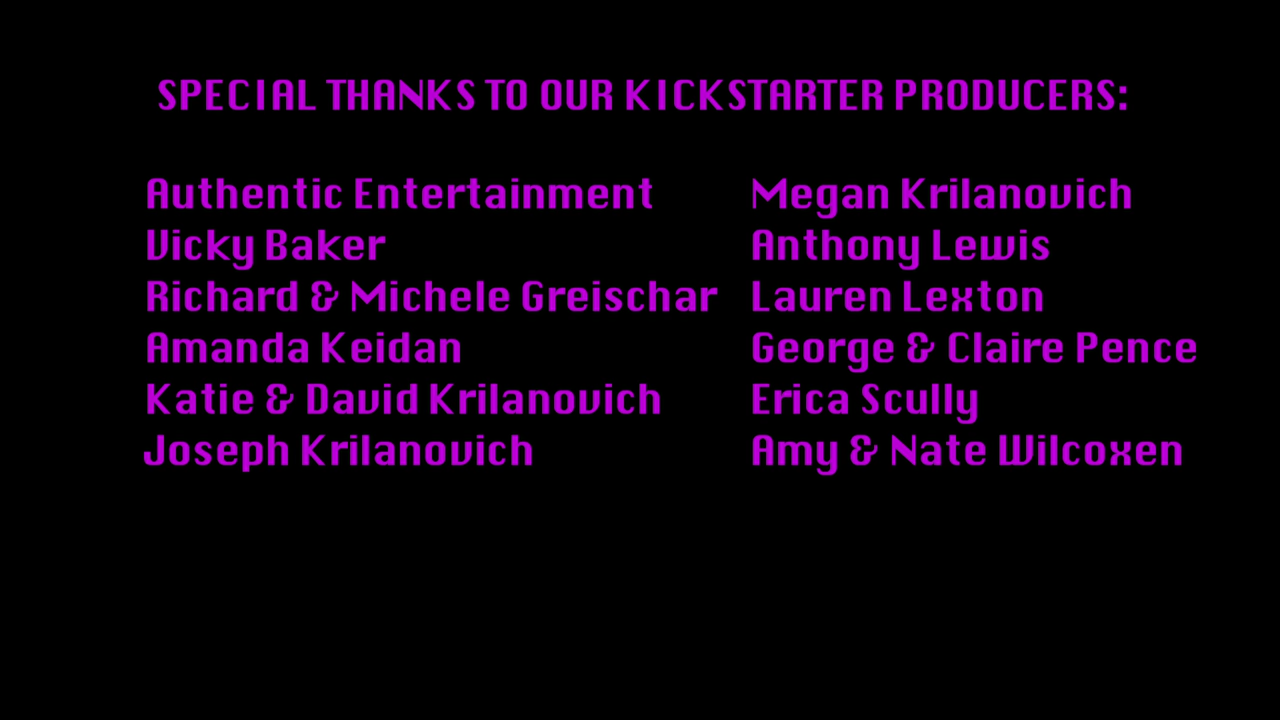 SPECIAL THANKS TO OUR KICKSTARTER PRODUCERS:
Authentic Entertainment
Vicky Baker
Richard & Michele Greischar
Amanda Keidan
Katie & David Krilanovich
Joseph Krilanovich
Megan Krilanovich
Anthony Lewis
Lauren Lexton
George & Claire Pence
Erica Scully
Amy & Nate Wilcoxen